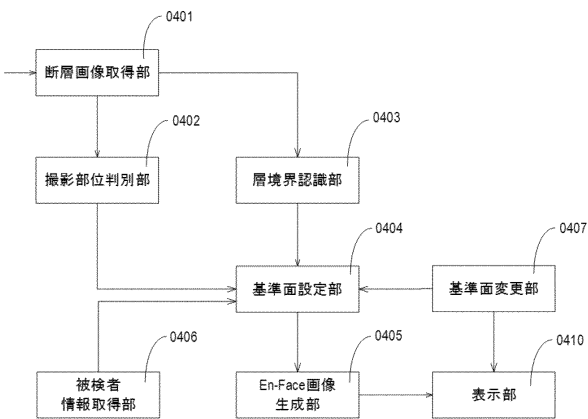 0401
断層画像取得部
0402
0403
撮影部位判別部
層境界認識部
0404
0407
基準面設定部
基準面変更部
0406
0405
0410
被検者
情報取得部
En-Face画像
生成部
表示部